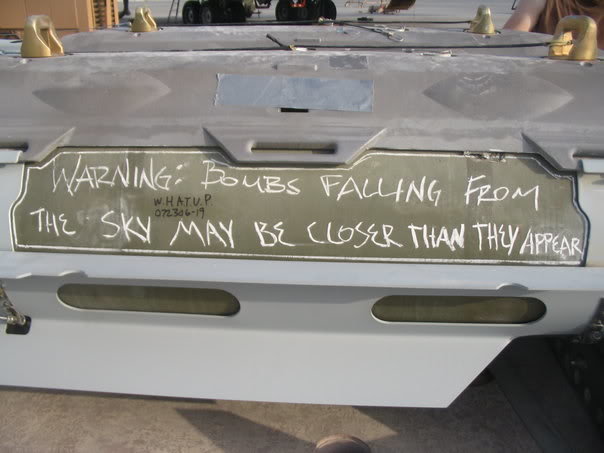 WARNING: BOMBS FALLING FROM
W.H.A.T.U.P.
072306-19
THE SKY MAY BE CLOSER THAN THEY APPEAR